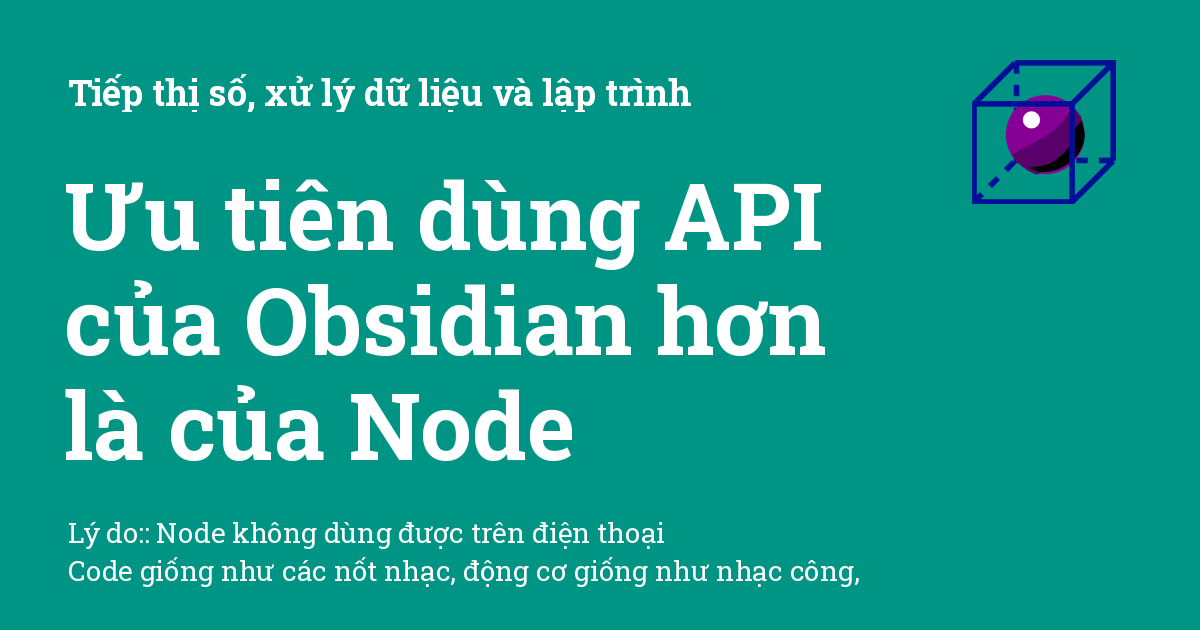 Tiếp thị số, xử lý dữ liệu và lập trình
Ưu tiên dùng API
của Obsidian hơn
là của Node
Lý do:: Node không dùng được trên điện thoại
Code giống như các nốt nhạc, động cơ giống như nhạc công,